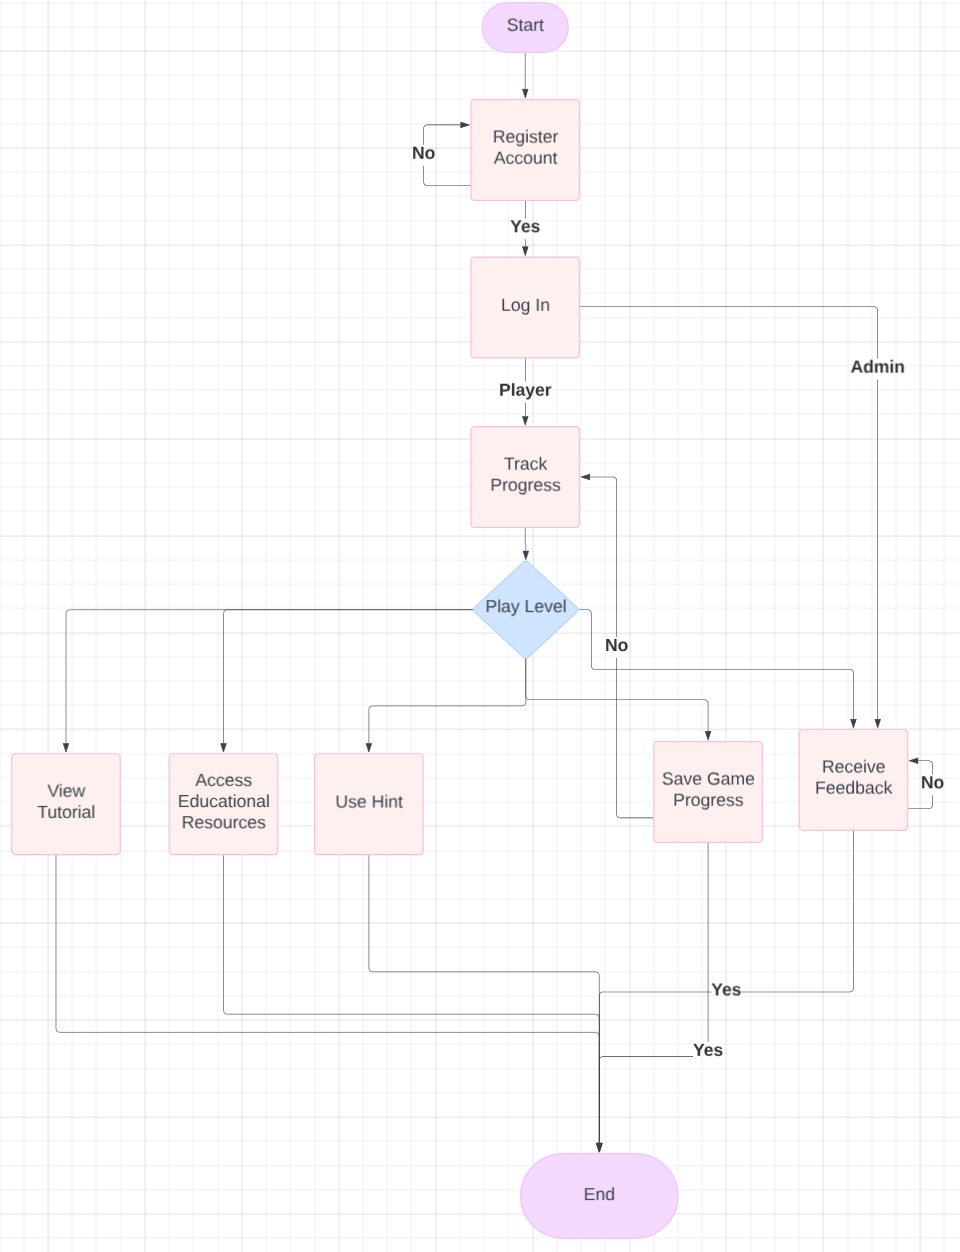 Start
Register
Account
No
Yes
Log In
Admin
Player
Track
Progress
Play Level
No
View
Tutorial
Access
Educational
Resources
Use Hint
Save Game
Progress
Receive
Feedback
No
Yes
Yes
End